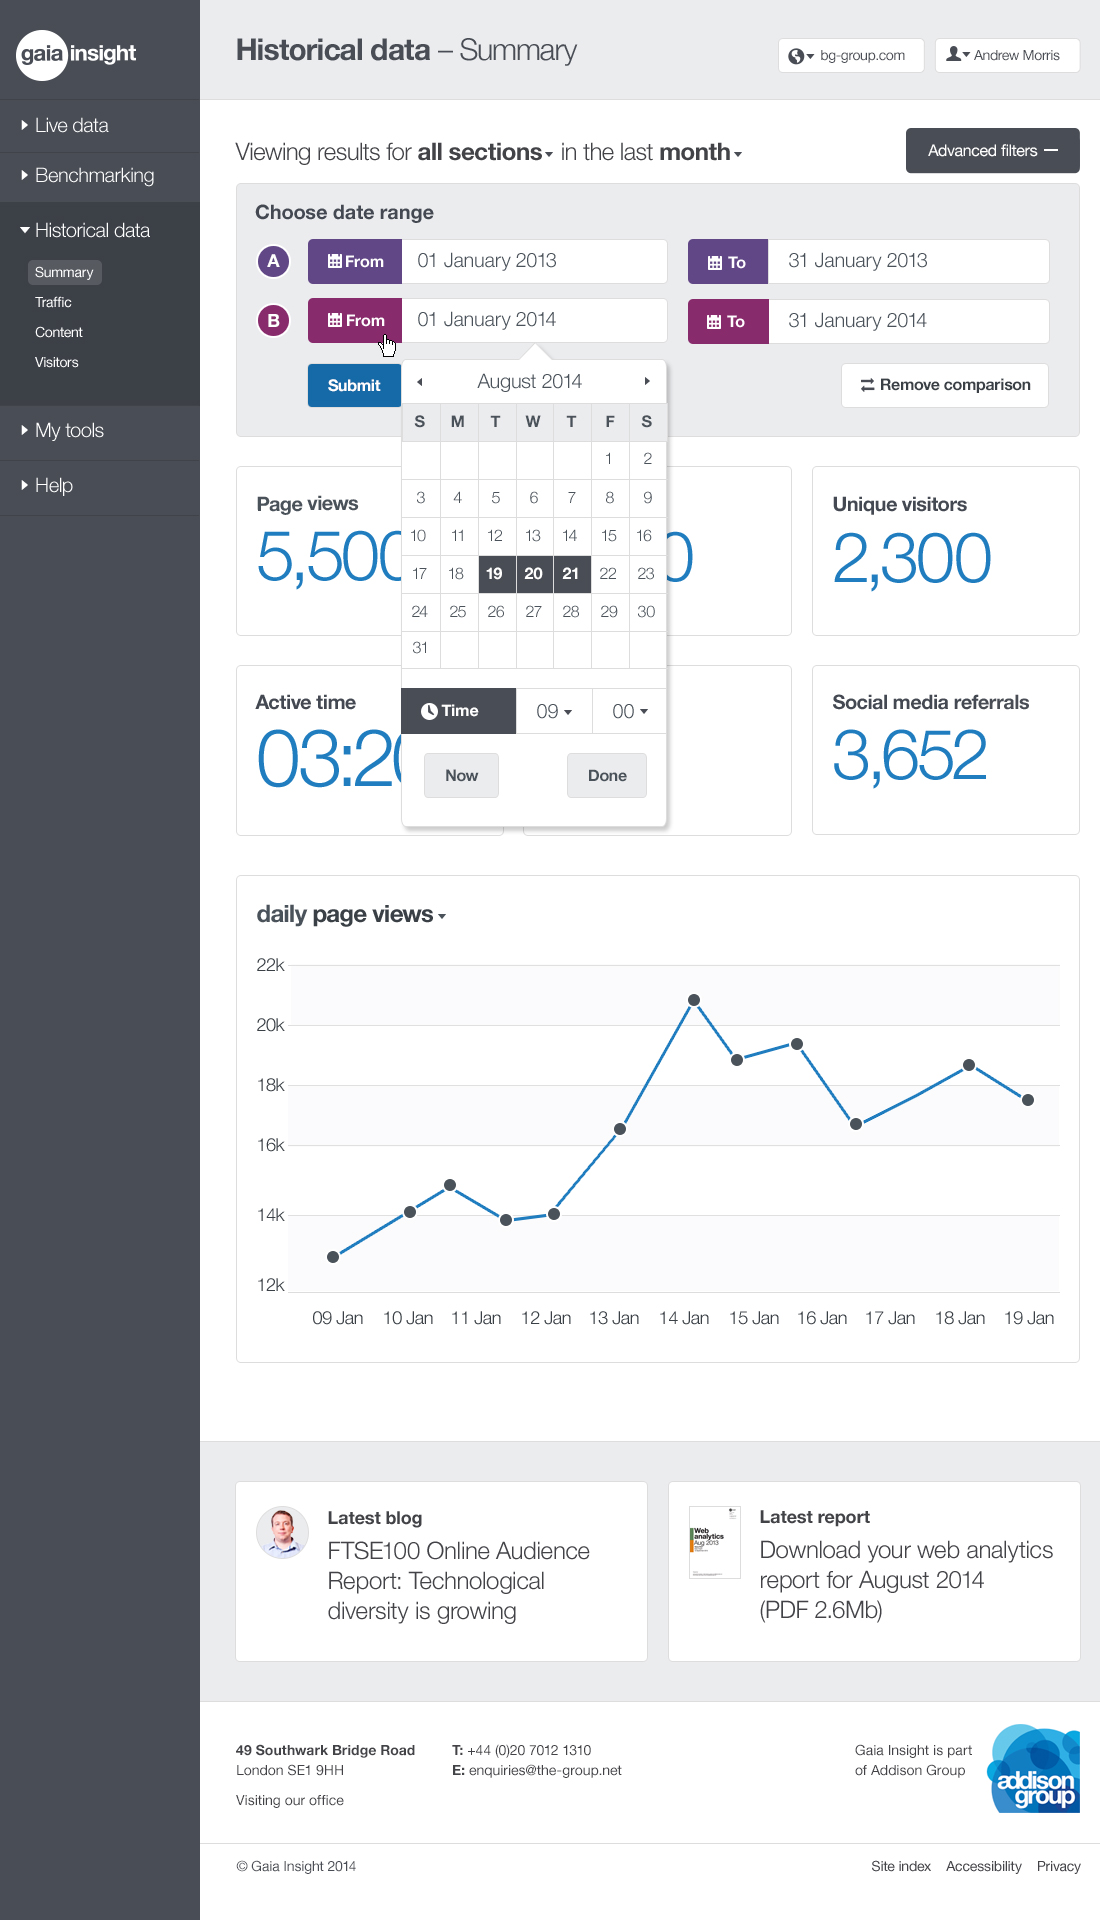 gaia insight
Historical data – Summary
bg-group.com
Andrew Morris
Live data
Benchmarking
Historical data
Summary
Traffic
Content
Visitors
My tools
Help
Viewing results for all sections in the last month
Advanced filters
Choose date range
A From 01 January 2013 To 31 January 2013
B From 01 January 2014 To 31 January 2014
Submit
Remove comparison
August 2014
S M T W T F S
1 2
3 4 5 6 7 8 9
10 11 12 13 14 15 16
17 18 19 20 21 22 23
24 25 26 27 28 29 30
31
Time 09 00
Now Done
Page views
5,500
0
Unique visitors
2,300
Active time
03:20
Social media referrals
3,652
daily page views
22k
20k
18k
16k
14k
12k
09 Jan 10 Jan 11 Jan 12 Jan 13 Jan 14 Jan 15 Jan 16 Jan 17 Jan 18 Jan 19 Jan
Latest blog
FTSE100 Online Audience
Report: Technological
diversity is growing
Web
analytics
Aug 2013
Latest report
Download your web analytics
report for August 2014
(PDF 2.6Mb)
49 Southwark Bridge Road
London SE1 9HH
Visiting our office
T: +44 (0)20 7012 1310
E: enquiries@the-group.net
Gaia Insight is part
of Addison Group
addison
group
© Gaia Insight 2014
Site index Accessibility Privacy